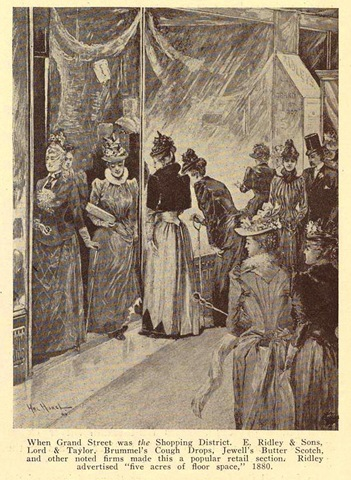 When Grand Street was the Shopping District. E. Ridley & Sons,
Lord & Taylor, Brummel's Cough Drops, Jewell's Butter Scotch,
and other noted firms made this a popular retail section. Ridley
advertised "five acres of floor space," 1880.